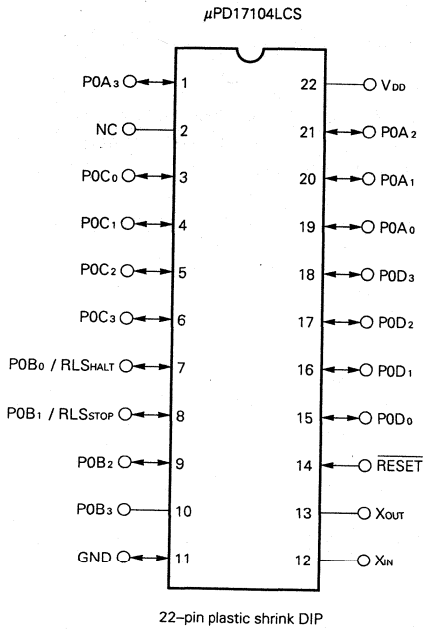 μPD17104LCS
P0A3 1 22 VDD
NC 2 21 P0A2
P0C0 3 20 P0A1
P0C1 4 19 P0A0
P0C2 5 18 P0D3
P0C3 6 17 P0D2
P0B0 / RLSHALT 7 16 P0D1
P0B1 / RLSSTOP 8 15 P0D0
P0B2 9 14 RESET
P0B3 10 13 XOUT
GND 11 12 XIN
22-pin plastic shrink DIP